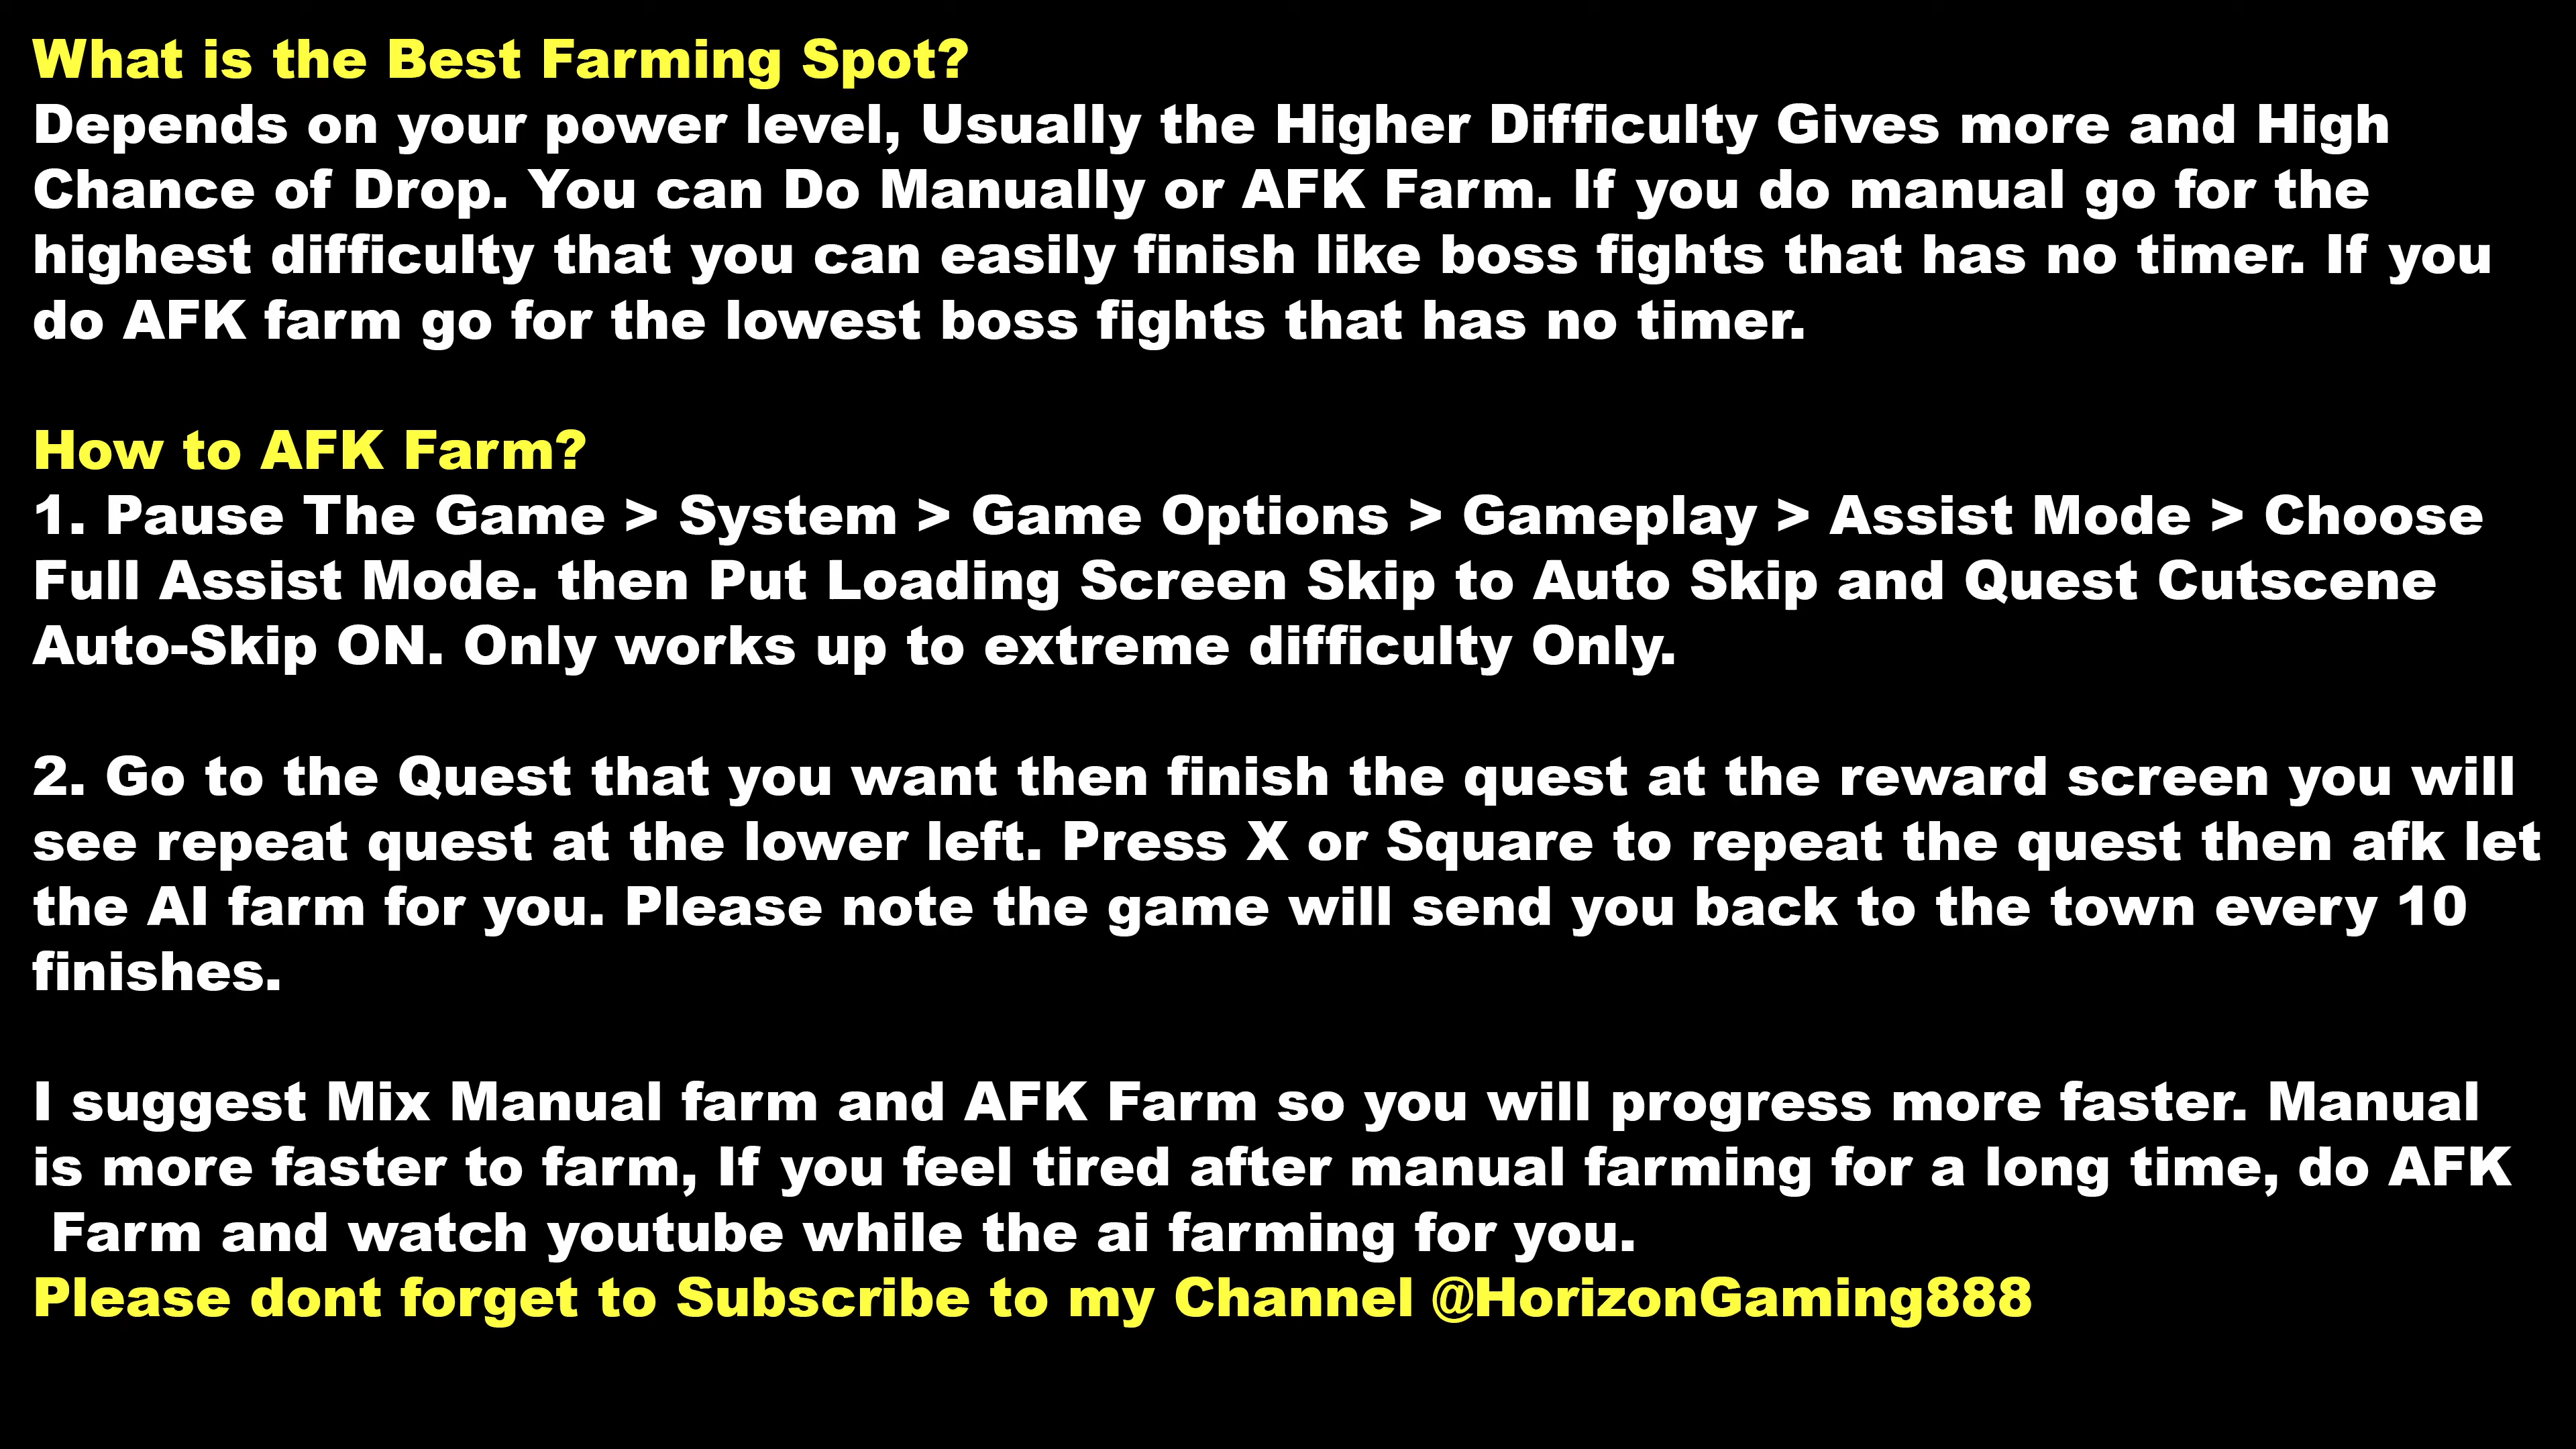 What is the Best Farming Spot?
Depends on your power level, Usually the Higher Difficulty Gives more and High
Chance of Drop. You can Do Manually or AFK Farm. If you do manual go for the
highest difficulty that you can easily finish like boss fights that has no timer. If you
do AFK farm go for the lowest boss fights that has no timer.
How to AFK Farm?
1. Pause The Game > System > Game Options > Gameplay > Assist Mode > Choose
Full Assist Mode. then Put Loading Screen Skip to Auto Skip and Quest Cutscene
Auto-Skip ON. Only works up to extreme difficulty Only.
2. Go to the Quest that you want then finish the quest at the reward screen you will
see repeat quest at the lower left. Press X or Square to repeat the quest then afk let
the AI farm for you. Please note the game will send you back to the town every 10
finishes.
I suggest Mix Manual farm and AFK Farm so you will progress more faster. Manual
is more faster to farm, If you feel tired after manual farming for a long time, do AFK
Farm and watch youtube while the ai farming for you.
Please dont forget to Subscribe to my Channel @HorizonGaming888